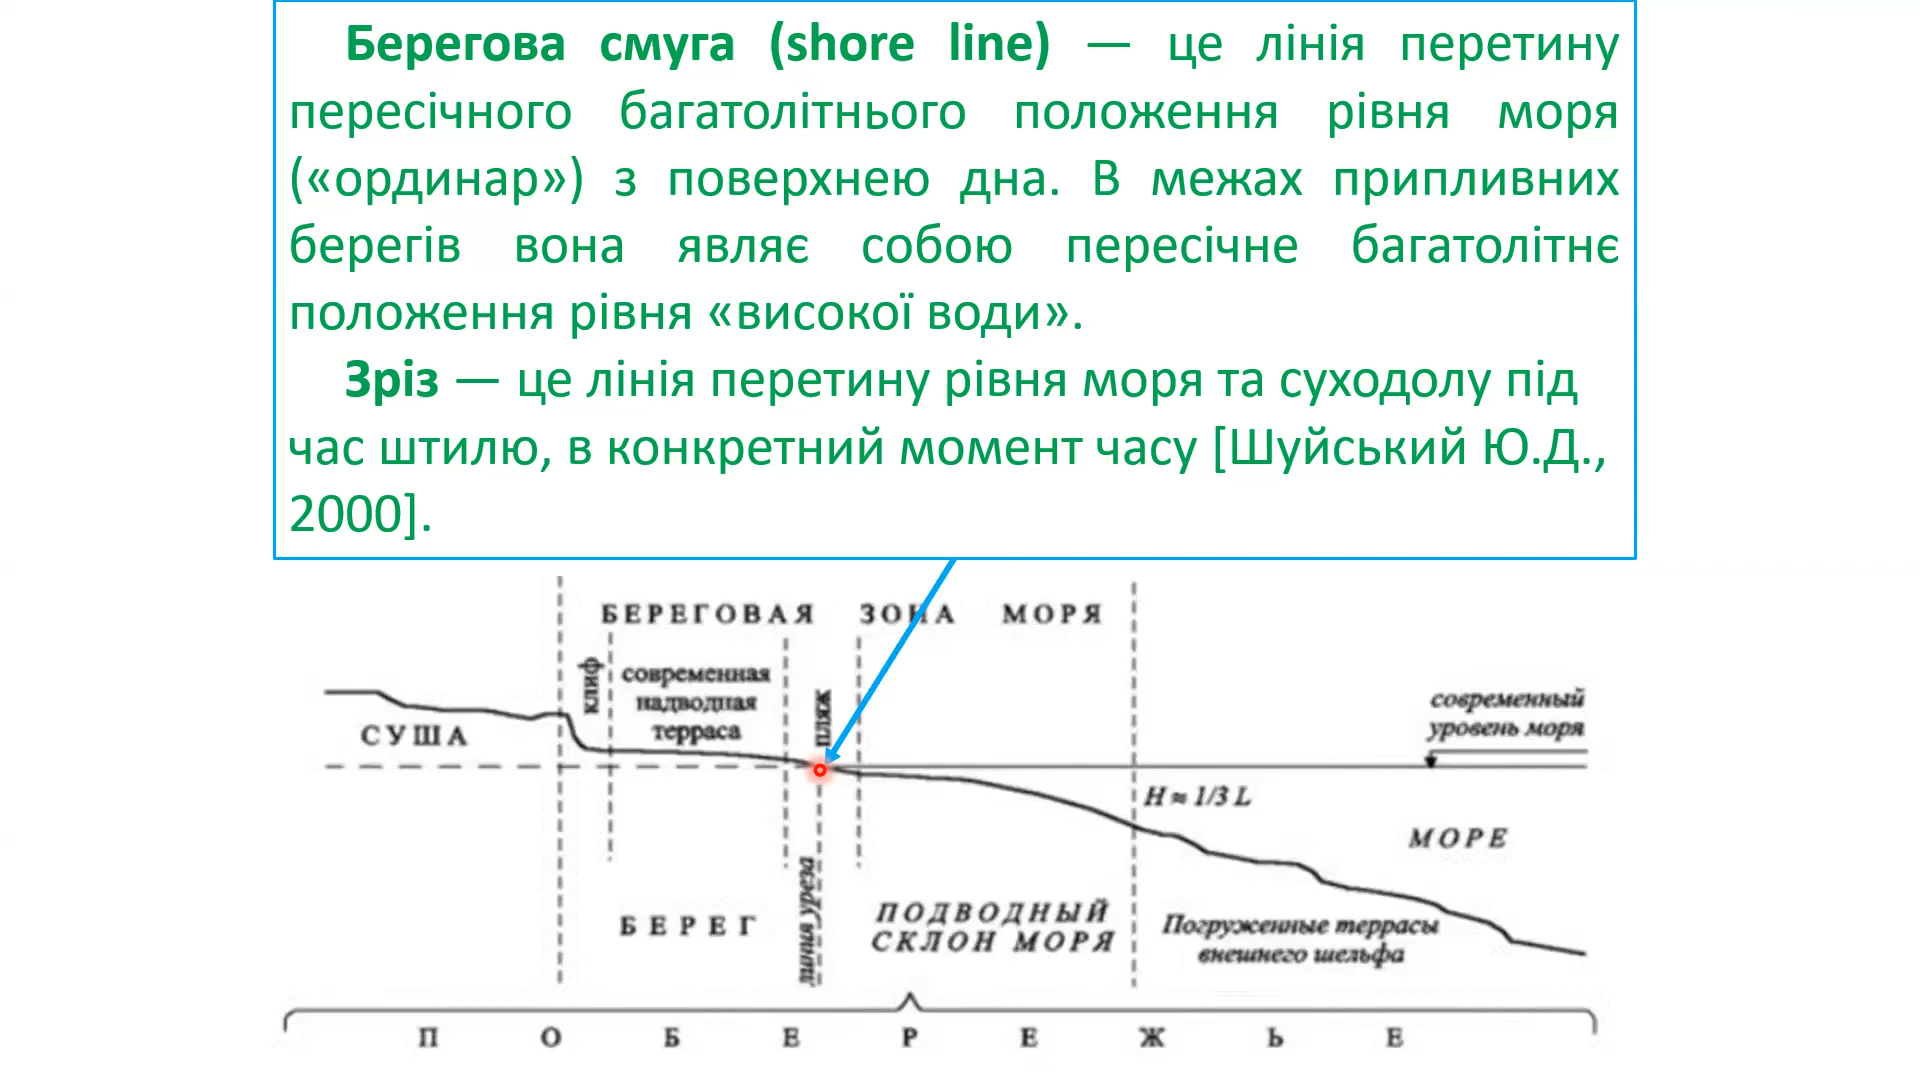 Берегова смуга (shore line) — це лінія перетину
пересічного багатолітнього положення рівня моря
(«ординар») з поверхнею дна. В межах припливних
берегів вона являє собою пересічне багатолітнє
положення рівня «високої води».
Зріз — це лінія перетину рівня моря та суходолу під
час штилю, в конкретний момент часу [Шуйський Ю.Д.,
2000].
БЕРЕГОВАЯ ЗОНА МОРЯ
клиф
современная
надводная
терраса
пляж
современный
уровень моря
СУША
H ≈ 1/3 L
МОРЕ
линия уреза
БЕРЕГ
ПОДВОДНЫЙ
СКЛОН МОРЯ
Погруженные террасы
внешнего шельфа
ПОБЕРЕЖЬЕ